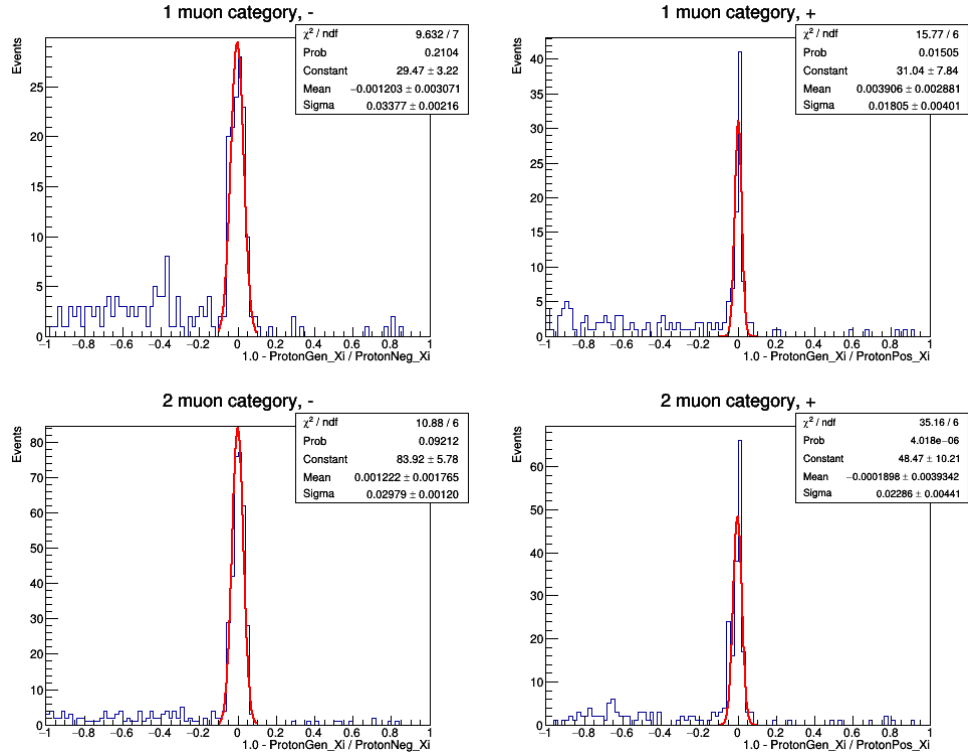 1 muon category, -
Events
χ² / ndf 9.632 / 7
Prob 0.2104
Constant 29.47 ± 3.22
Mean −0.001203 ± 0.003071
Sigma 0.03377 ± 0.00216
25
20
15
10
5
0
−1 −0.8 −0.6 −0.4 −0.2 0 0.2 0.4 0.6 0.8 1
1.0 - ProtonGen_Xi / ProtonNeg_Xi
1 muon category, +
Events
χ² / ndf 15.77 / 6
Prob 0.01505
Constant 31.04 ± 7.84
Mean 0.003906 ± 0.002881
Sigma 0.01805 ± 0.00401
40
35
30
25
20
15
10
5
0
−1 −0.8 −0.6 −0.4 −0.2 0 0.2 0.4 0.6 0.8 1
1.0 - ProtonGen_Xi / ProtonPos_Xi
2 muon category, -
Events
χ² / ndf 10.88 / 6
Prob 0.09212
Constant 83.92 ± 5.78
Mean 0.001222 ± 0.001765
Sigma 0.02979 ± 0.00120
80
70
60
50
40
30
20
10
0
−1 −0.8 −0.6 −0.4 −0.2 0 0.2 0.4 0.6 0.8 1
1.0 - ProtonGen_Xi / ProtonNeg_Xi
2 muon category, +
Events
χ² / ndf 35.16 / 6
Prob 4.018e−06
Constant 48.47 ± 10.21
Mean −0.0001898 ± 0.0039342
Sigma 0.02286 ± 0.00441
60
50
40
30
20
10
0
−1 −0.8 −0.6 −0.4 −0.2 0 0.2 0.4 0.6 0.8 1
1.0 - ProtonGen_Xi / ProtonPos_Xi